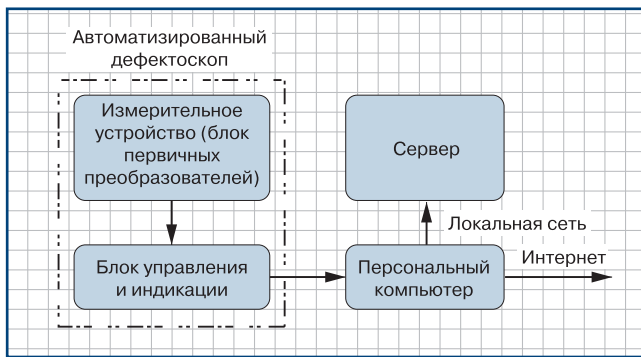 Автоматизированный
дефектоскоп
Измерительное
устройство (блок
первичных
преобразователей)
Сервер
Локальная сеть
Интернет
Блок управления
и индикации
Персональный
компьютер